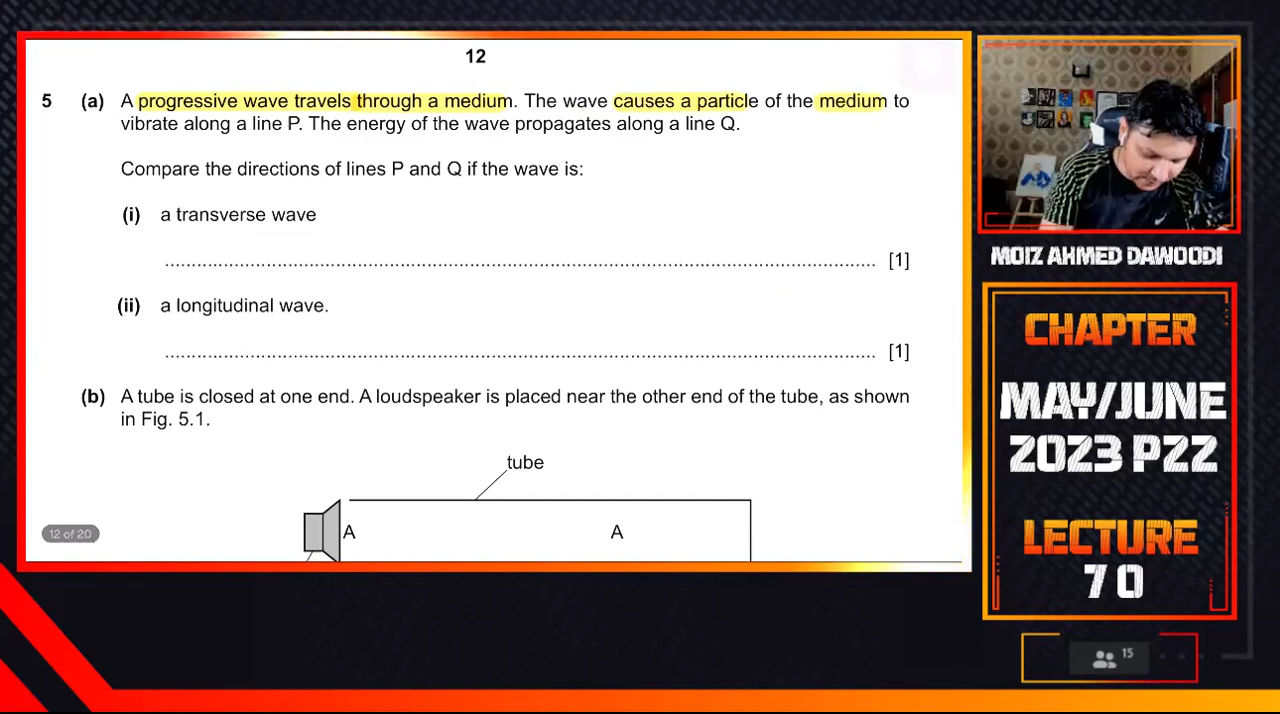 12
5 (a) A progressive wave travels through a medium. The wave causes a particle of the medium to
vibrate along a line P. The energy of the wave propagates along a line Q.
Compare the directions of lines P and Q if the wave is:
(i) a transverse wave
[1]
(ii) a longitudinal wave.
[1]
(b) A tube is closed at one end. A loudspeaker is placed near the other end of the tube, as shown
in Fig. 5.1.
tube
A A
12 of 20
MOIZ AHMED DAWOODI
CHAPTER
MAY/JUNE
2023 P22
LECTURE
70
15